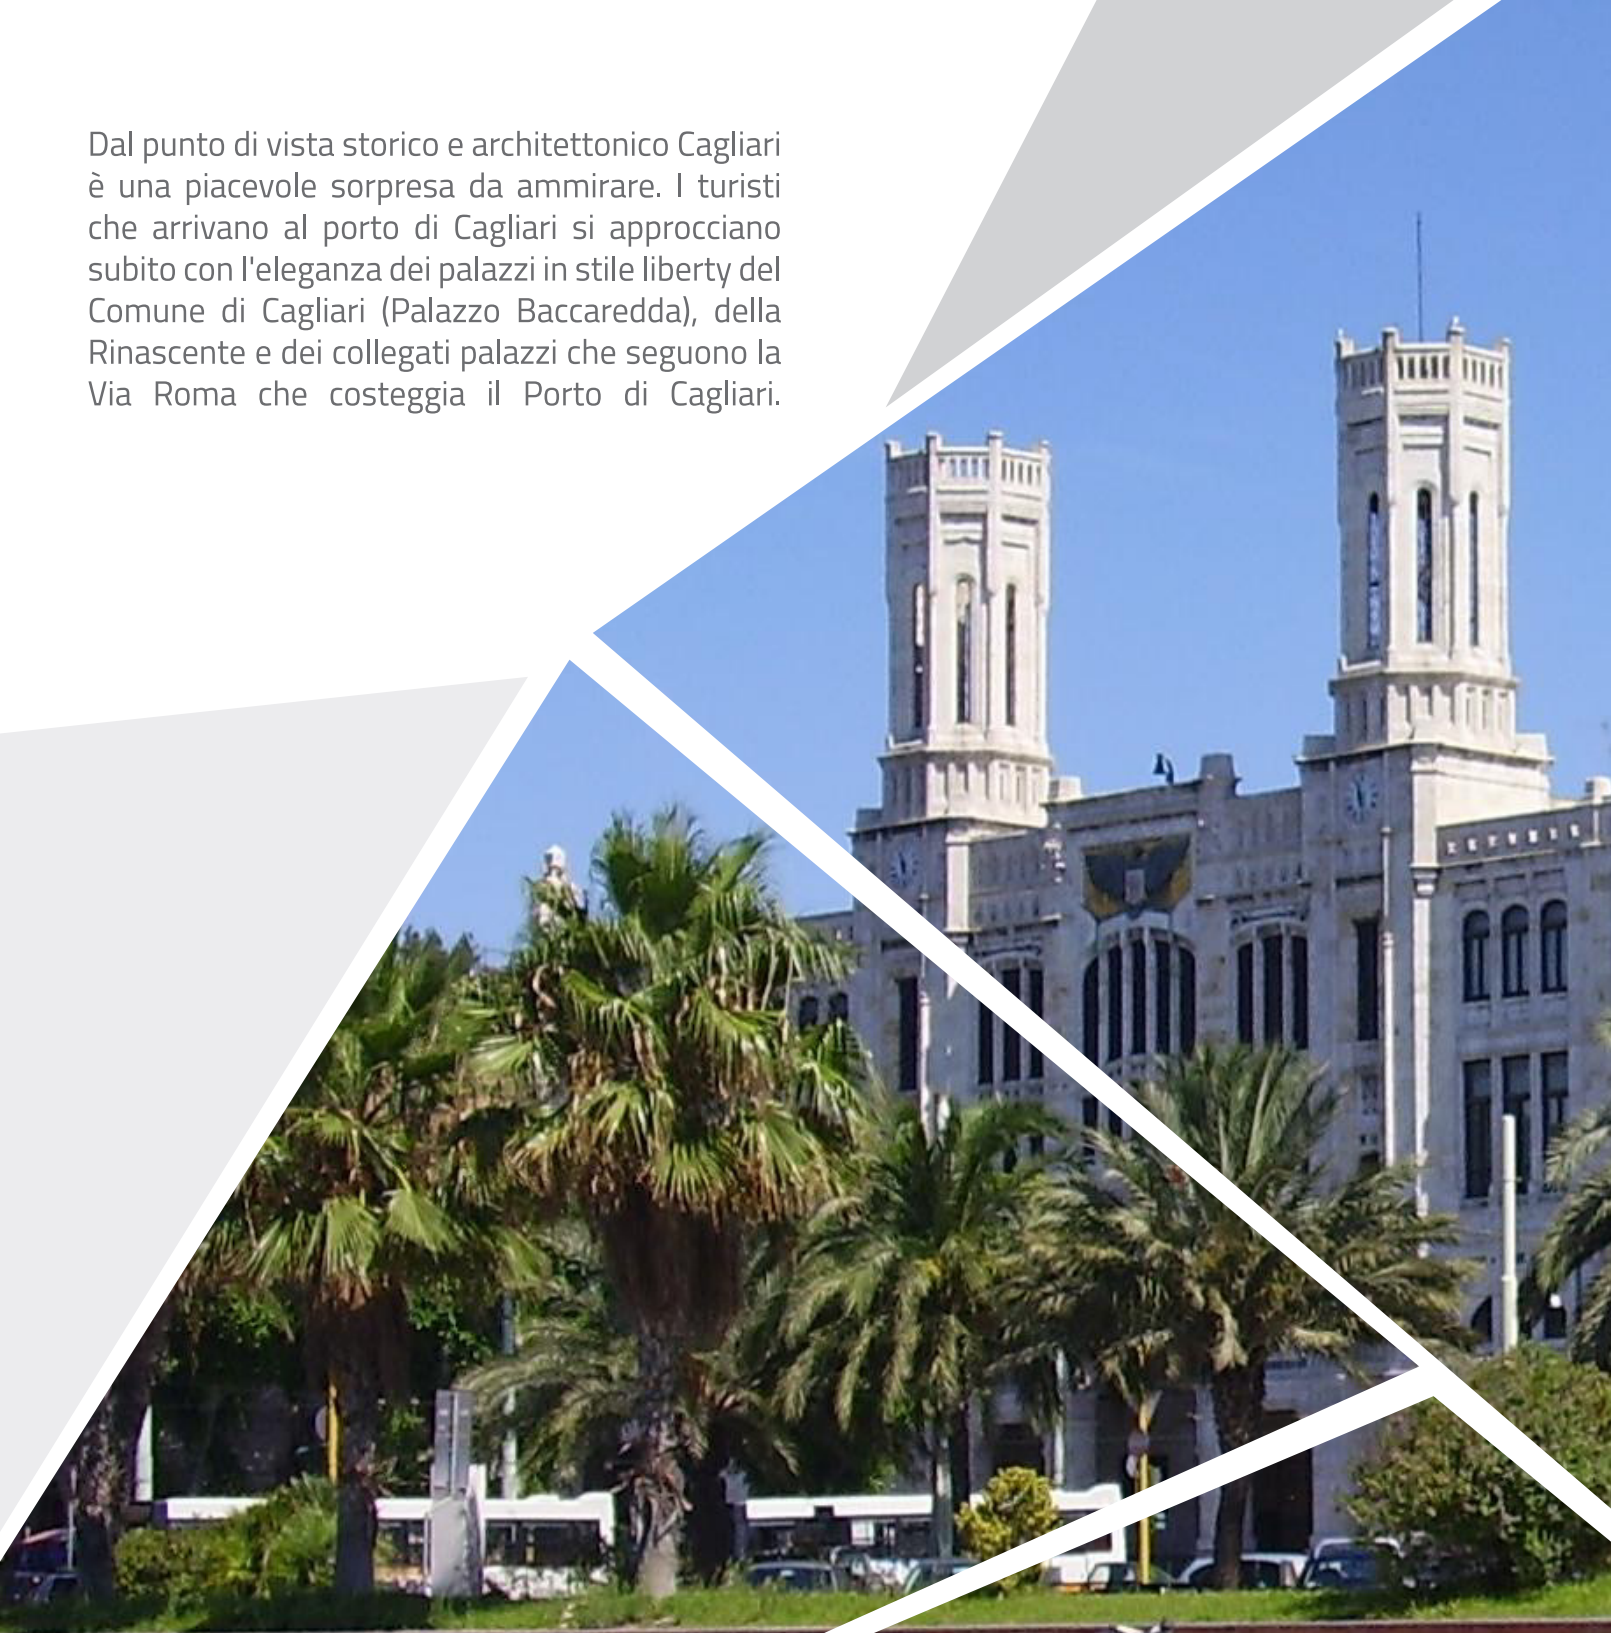 Dal punto di vista storico e architettonico Cagliari
è una piacevole sorpresa da ammirare. I turisti
che arrivano al porto di Cagliari si approcciano
subito con l'eleganza dei palazzi in stile liberty del
Comune di Cagliari (Palazzo Baccaredda), della
Rinascente e dei collegati palazzi che seguono la
Via Roma che costeggia il Porto di Cagliari.